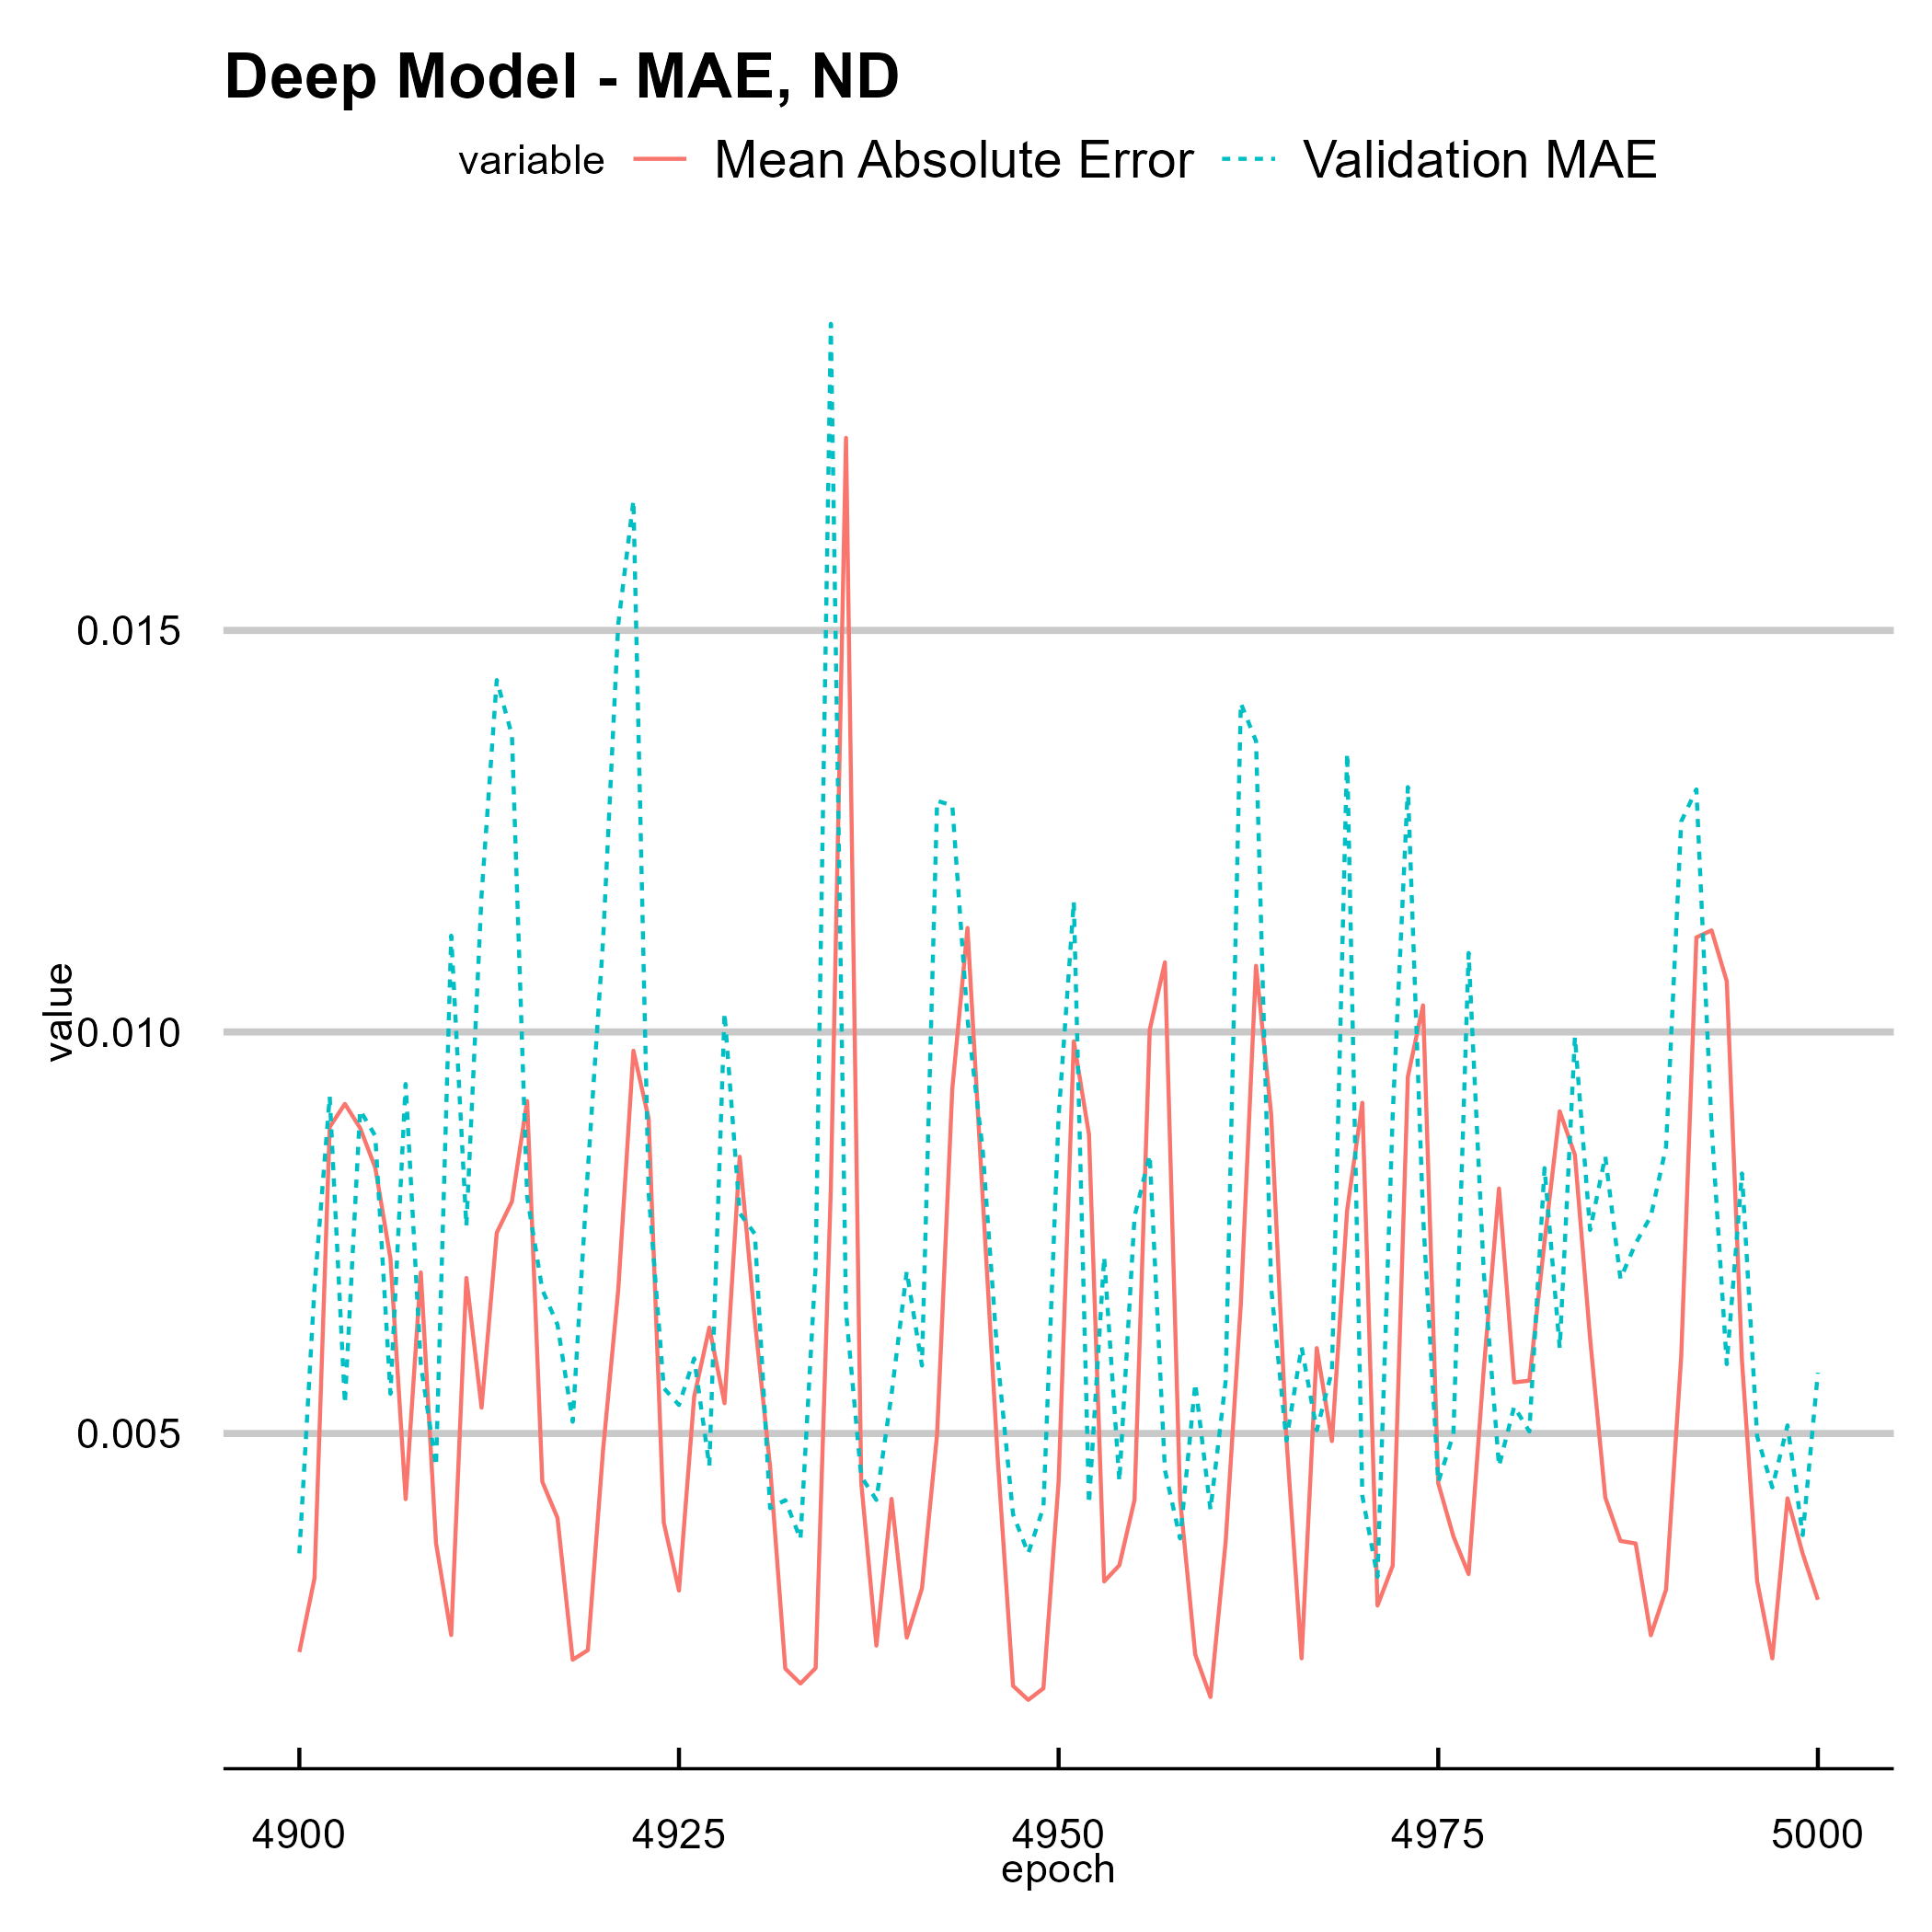 Deep Model - MAE, ND
variable Mean Absolute Error Validation MAE
0.015
0.010
0.005
value
4900 4925 4950 4975 5000
epoch